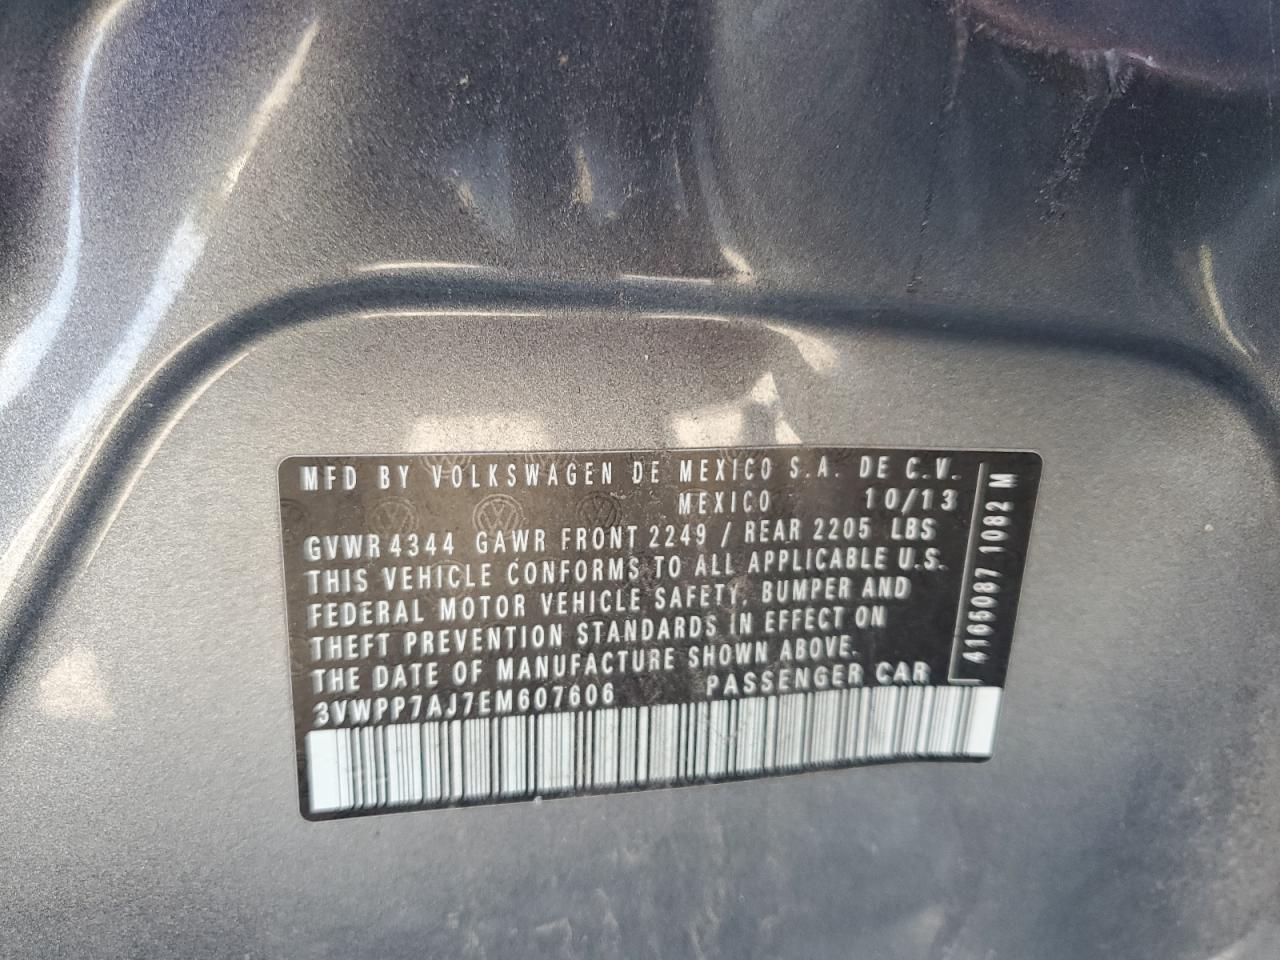 MFD BY VOLKSWAGEN DE MEXICO S.A. DE C.V.
MEXICO 10/13
GVWR 4344 GAWR FRONT 2249 / REAR 2205 LBS
THIS VEHICLE CONFORMS TO ALL APPLICABLE U.S.
FEDERAL MOTOR VEHICLE SAFETY, BUMPER AND
THEFT PREVENTION STANDARDS IN EFFECT ON
THE DATE OF MANUFACTURE SHOWN ABOVE.
3VWPP7AJ7EM607606 PASSENGER CAR
4165087 1082 M